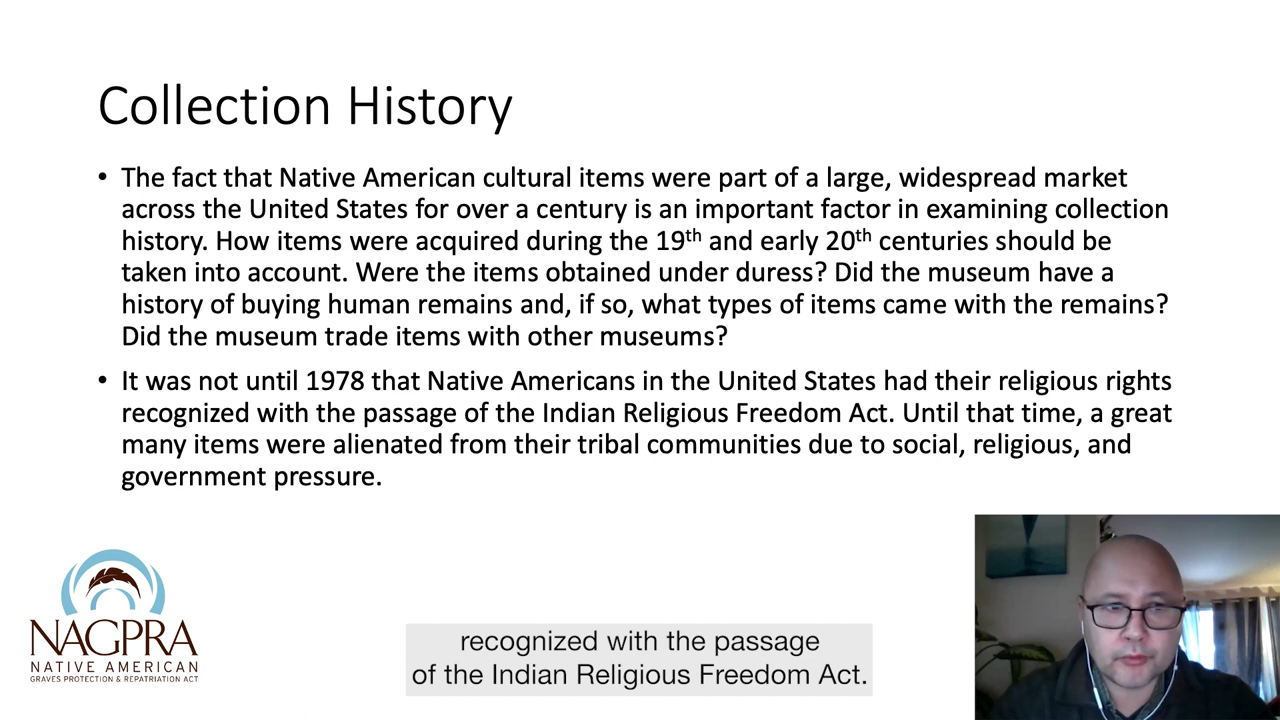 Collection History
• The fact that Native American cultural items were part of a large, widespread market
across the United States for over a century is an important factor in examining collection
history. How items were acquired during the 19th and early 20th centuries should be
taken into account. Were the items obtained under duress? Did the museum have a
history of buying human remains and, if so, what types of items came with the remains?
Did the museum trade items with other museums?
• It was not until 1978 that Native Americans in the United States had their religious rights
recognized with the passage of the Indian Religious Freedom Act. Until that time, a great
many items were alienated from their tribal communities due to social, religious, and
government pressure.
NAGPRA
NATIVE AMERICAN
GRAVES PROTECTION & REPATRIATION ACT
recognized with the passage
of the Indian Religious Freedom Act.